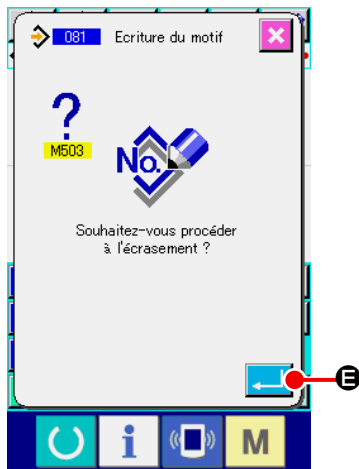 081 Ecriture du motif
?
M503
No.
Souhaitez-vous procéder
à l'écrasement ?
E
i M